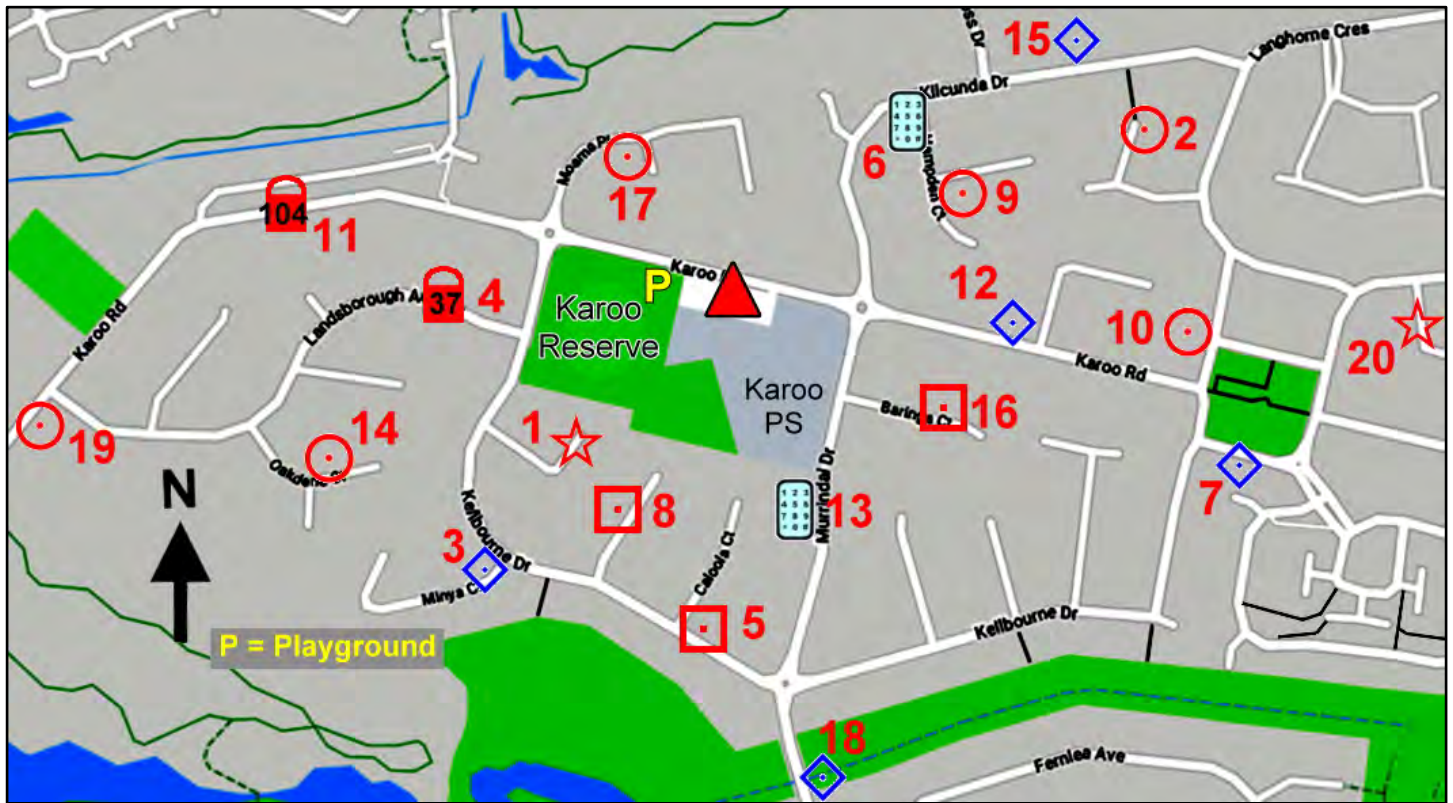 15
Langhorne Cres
Kilcunda Dr
2
6
Hampden Ct
9
Moama
17
104
11
37
4
Landsborough
Karoo Rd
Karoo
P
Karoo
Reserve
12
10
20
Karoo Rd
Karoo
PS
Baringa Ct
16
1
19
14
Oakdene
N
8
13
Murrindal Dr
7
3
Kellbourne Dr
Minya
Caloola Ct
5
Kellbourne Dr
P = Playground
18
Fernlea Ave